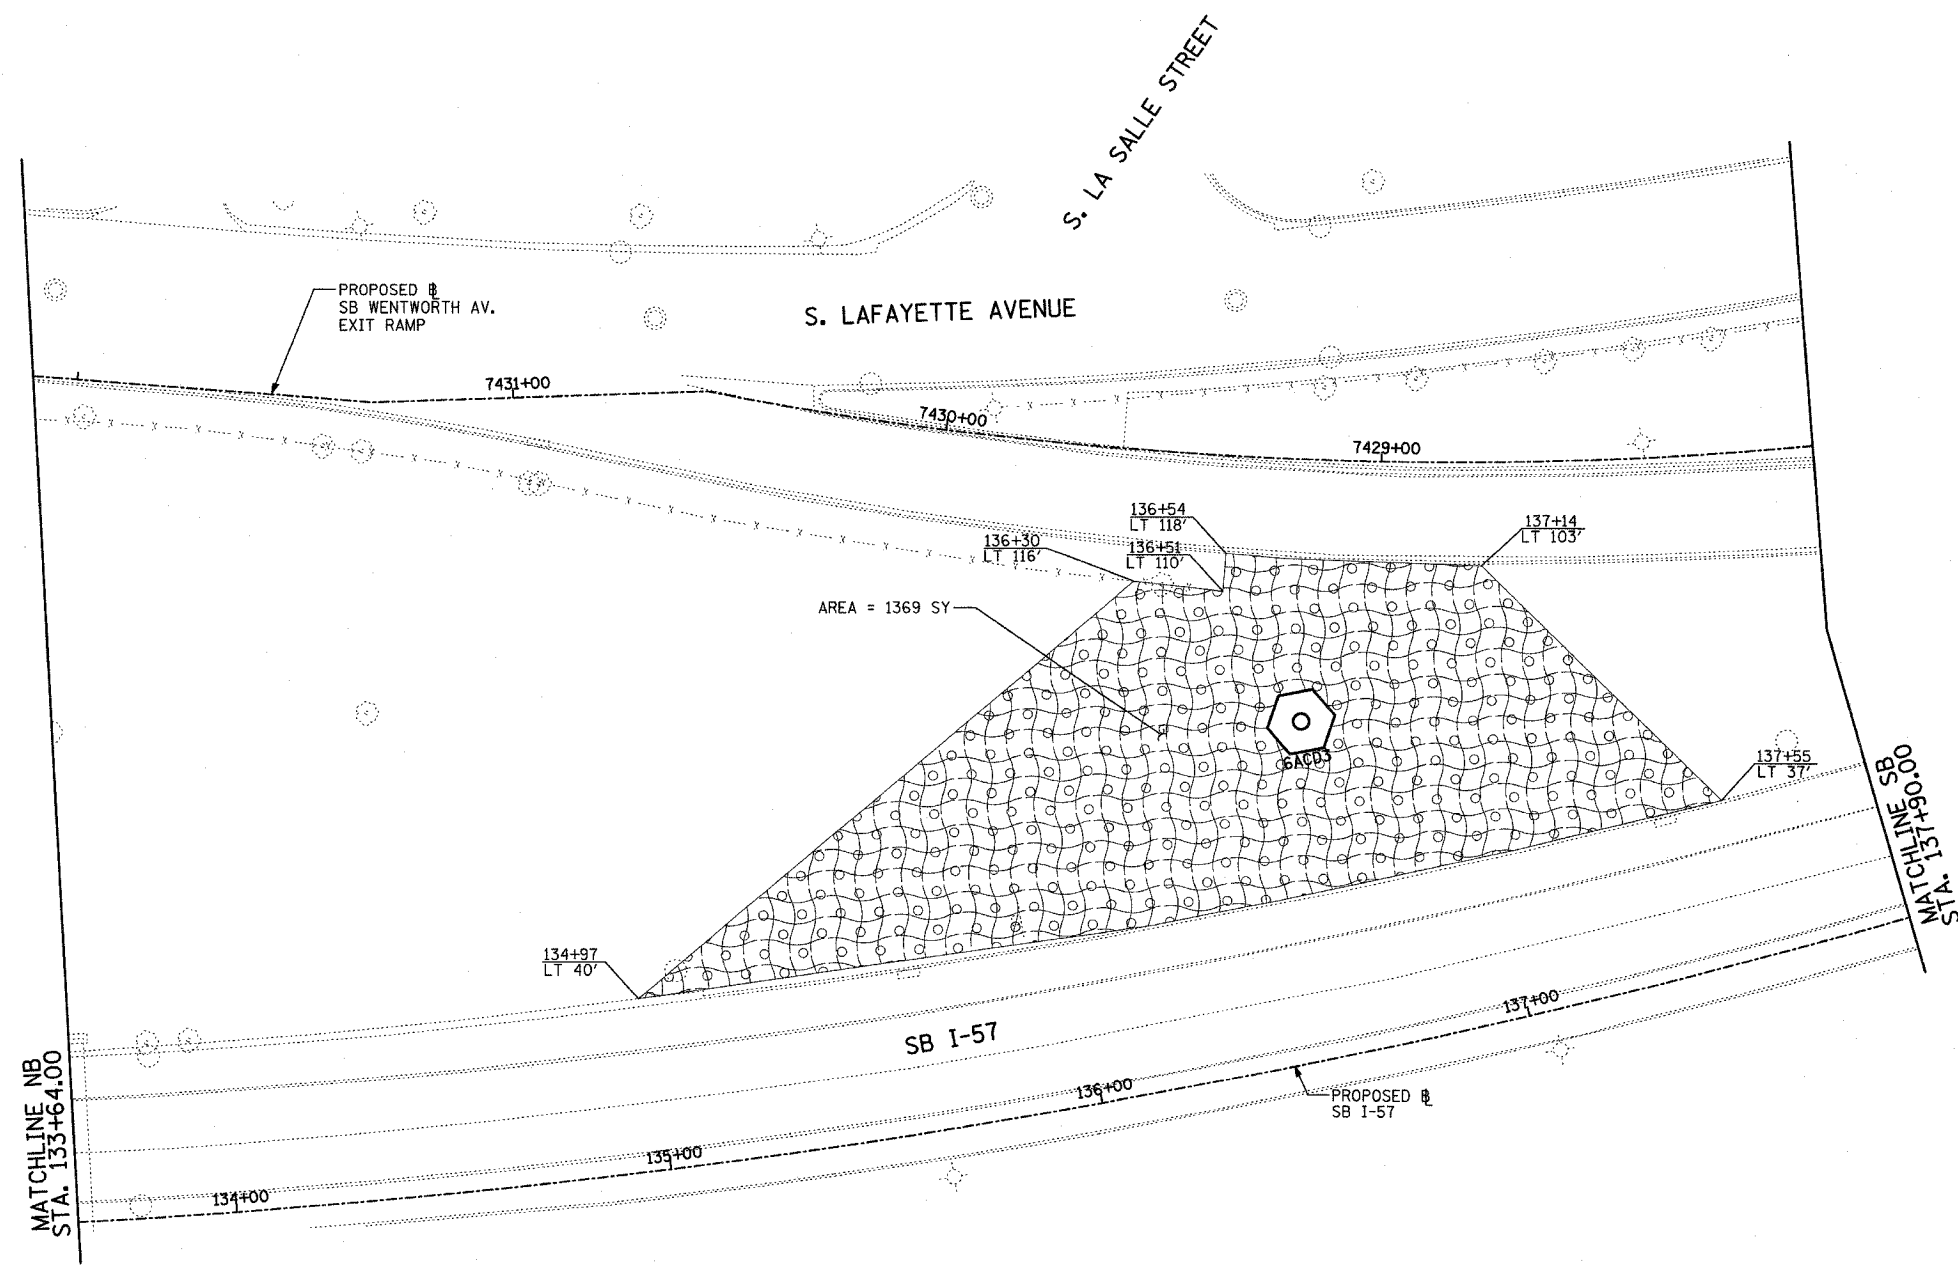 S. LA SALLE STREET
PROPOSED ℄
SB WENTWORTH AV.
EXIT RAMP
S. LAFAYETTE AVENUE
7431+00
7430+00
7429+00
136+54
LT 118'
137+14
LT 103'
136+30
LT 116'
136+51
LT 110'
AREA = 1369 SY
6ACD3
137+55
LT 37'
MATCHLINE SB
STA. 137+90.00
134+97
LT 40'
SB I-57
137+00
136+00
PROPOSED ℄
SB I-57
135+00
134+00
MATCHLINE NB
STA. 133+64.00